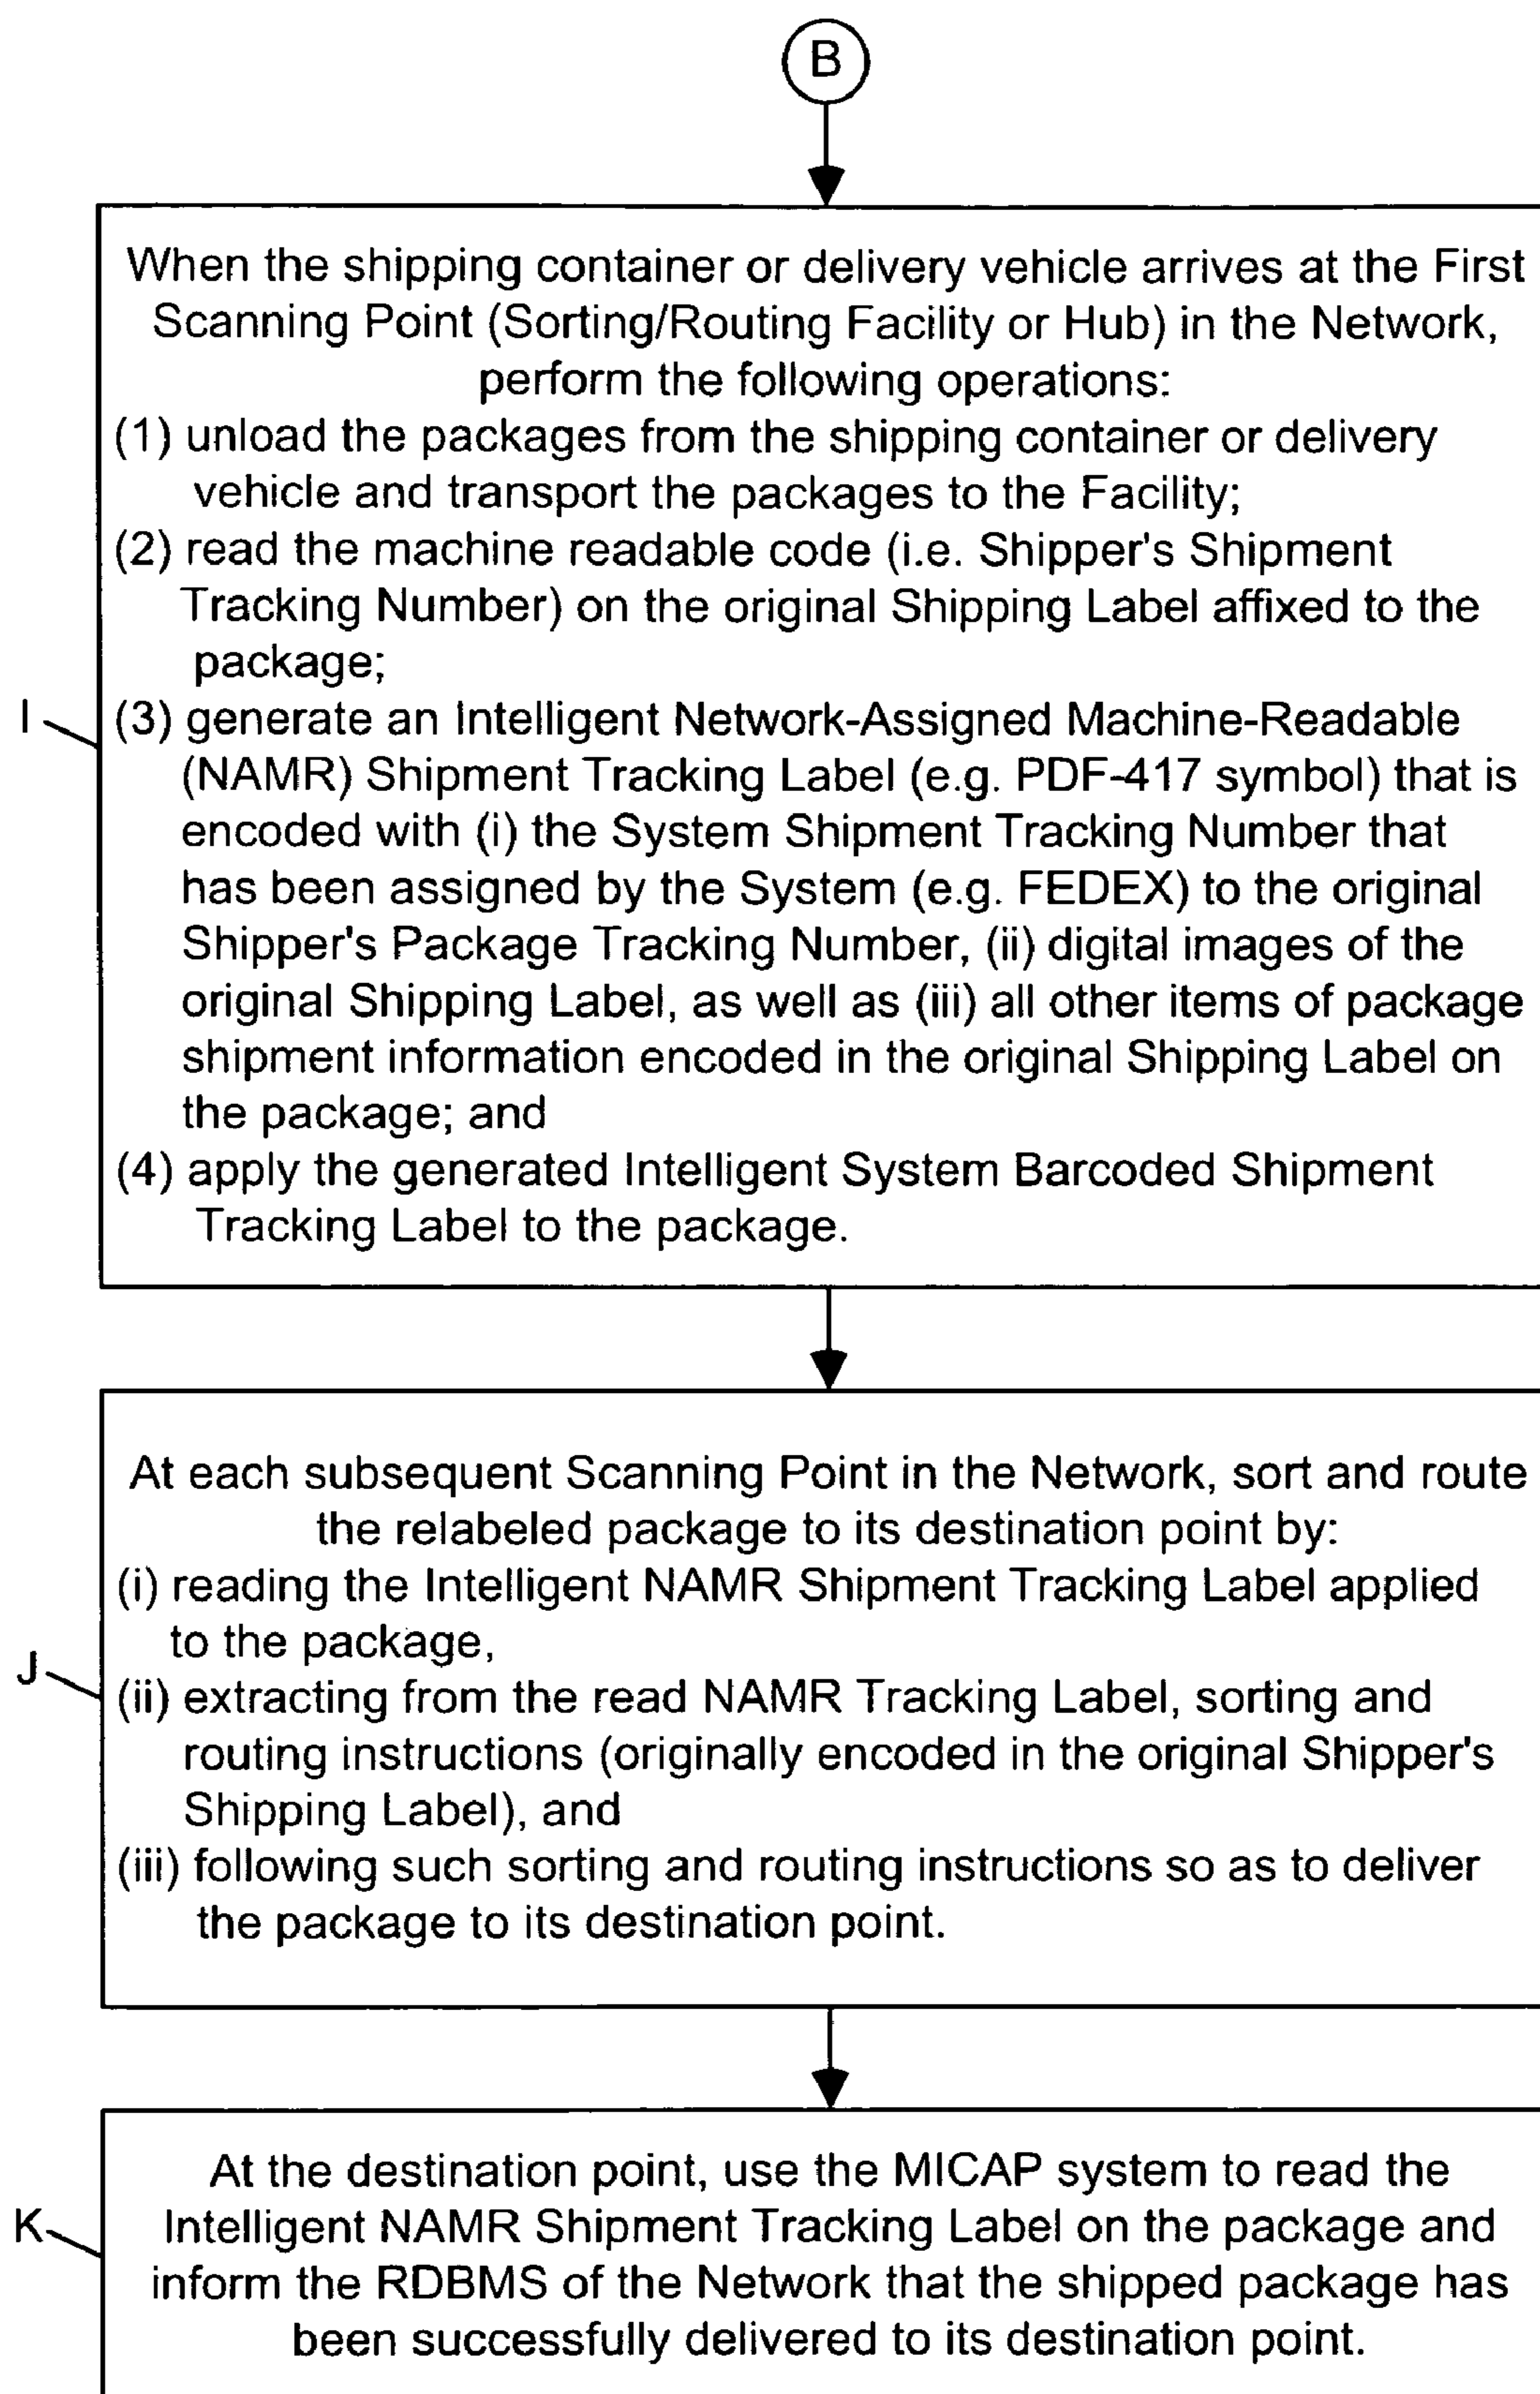 B
When the shipping container or delivery vehicle arrives at the First
Scanning Point (Sorting/Routing Facility or Hub) in the Network,
perform the following operations:
(1) unload the packages from the shipping container or delivery
vehicle and transport the packages to the Facility;
(2) read the machine readable code (i.e. Shipper's Shipment
Tracking Number) on the original Shipping Label affixed to the
package;
I
(3) generate an Intelligent Network-Assigned Machine-Readable
(NAMR) Shipment Tracking Label (e.g. PDF-417 symbol) that is
encoded with (i) the System Shipment Tracking Number that
has been assigned by the System (e.g. FEDEX) to the original
Shipper's Package Tracking Number, (ii) digital images of the
original Shipping Label, as well as (iii) all other items of package
shipment information encoded in the original Shipping Label on
the package; and
(4) apply the generated Intelligent System Barcoded Shipment
Tracking Label to the package.
At each subsequent Scanning Point in the Network, sort and route
the relabeled package to its destination point by:
(i) reading the Intelligent NAMR Shipment Tracking Label applied
to the package,
J
(ii) extracting from the read NAMR Tracking Label, sorting and
routing instructions (originally encoded in the original Shipper's
Shipping Label), and
(iii) following such sorting and routing instructions so as to deliver
the package to its destination point.
At the destination point, use the MICAP system to read the
K
Intelligent NAMR Shipment Tracking Label on the package and
inform the RDBMS of the Network that the shipped package has
been successfully delivered to its destination point.